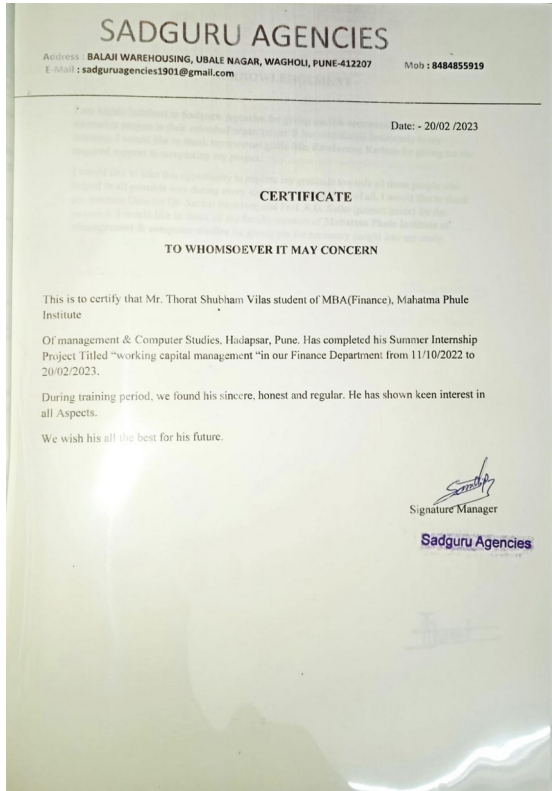 SADGURU AGENCIES
Address : BALAJI WAREHOUSING, UBALE NAGAR, WAGHOLI, PUNE-412207 Mob : 8484855919
E-Mail : sadguruagencies1901@gmail.com
Date: - 20/02 /2023
CERTIFICATE
TO WHOMSOEVER IT MAY CONCERN
This is to certify that Mr. Thorat Shubham Vilas student of MBA(Finance), Mahatma Phule
Institute
Of management & Computer Studies, Hadapsar, Pune. Has completed his Summer Internship
Project Titled "working capital management "in our Finance Department from 11/10/2022 to
20/02/2023.
During training period, we found his sincere, honest and regular. He has shown keen interest in
all Aspects.
We wish his all the best for his future.
Signature Manager
Sadguru Agencies